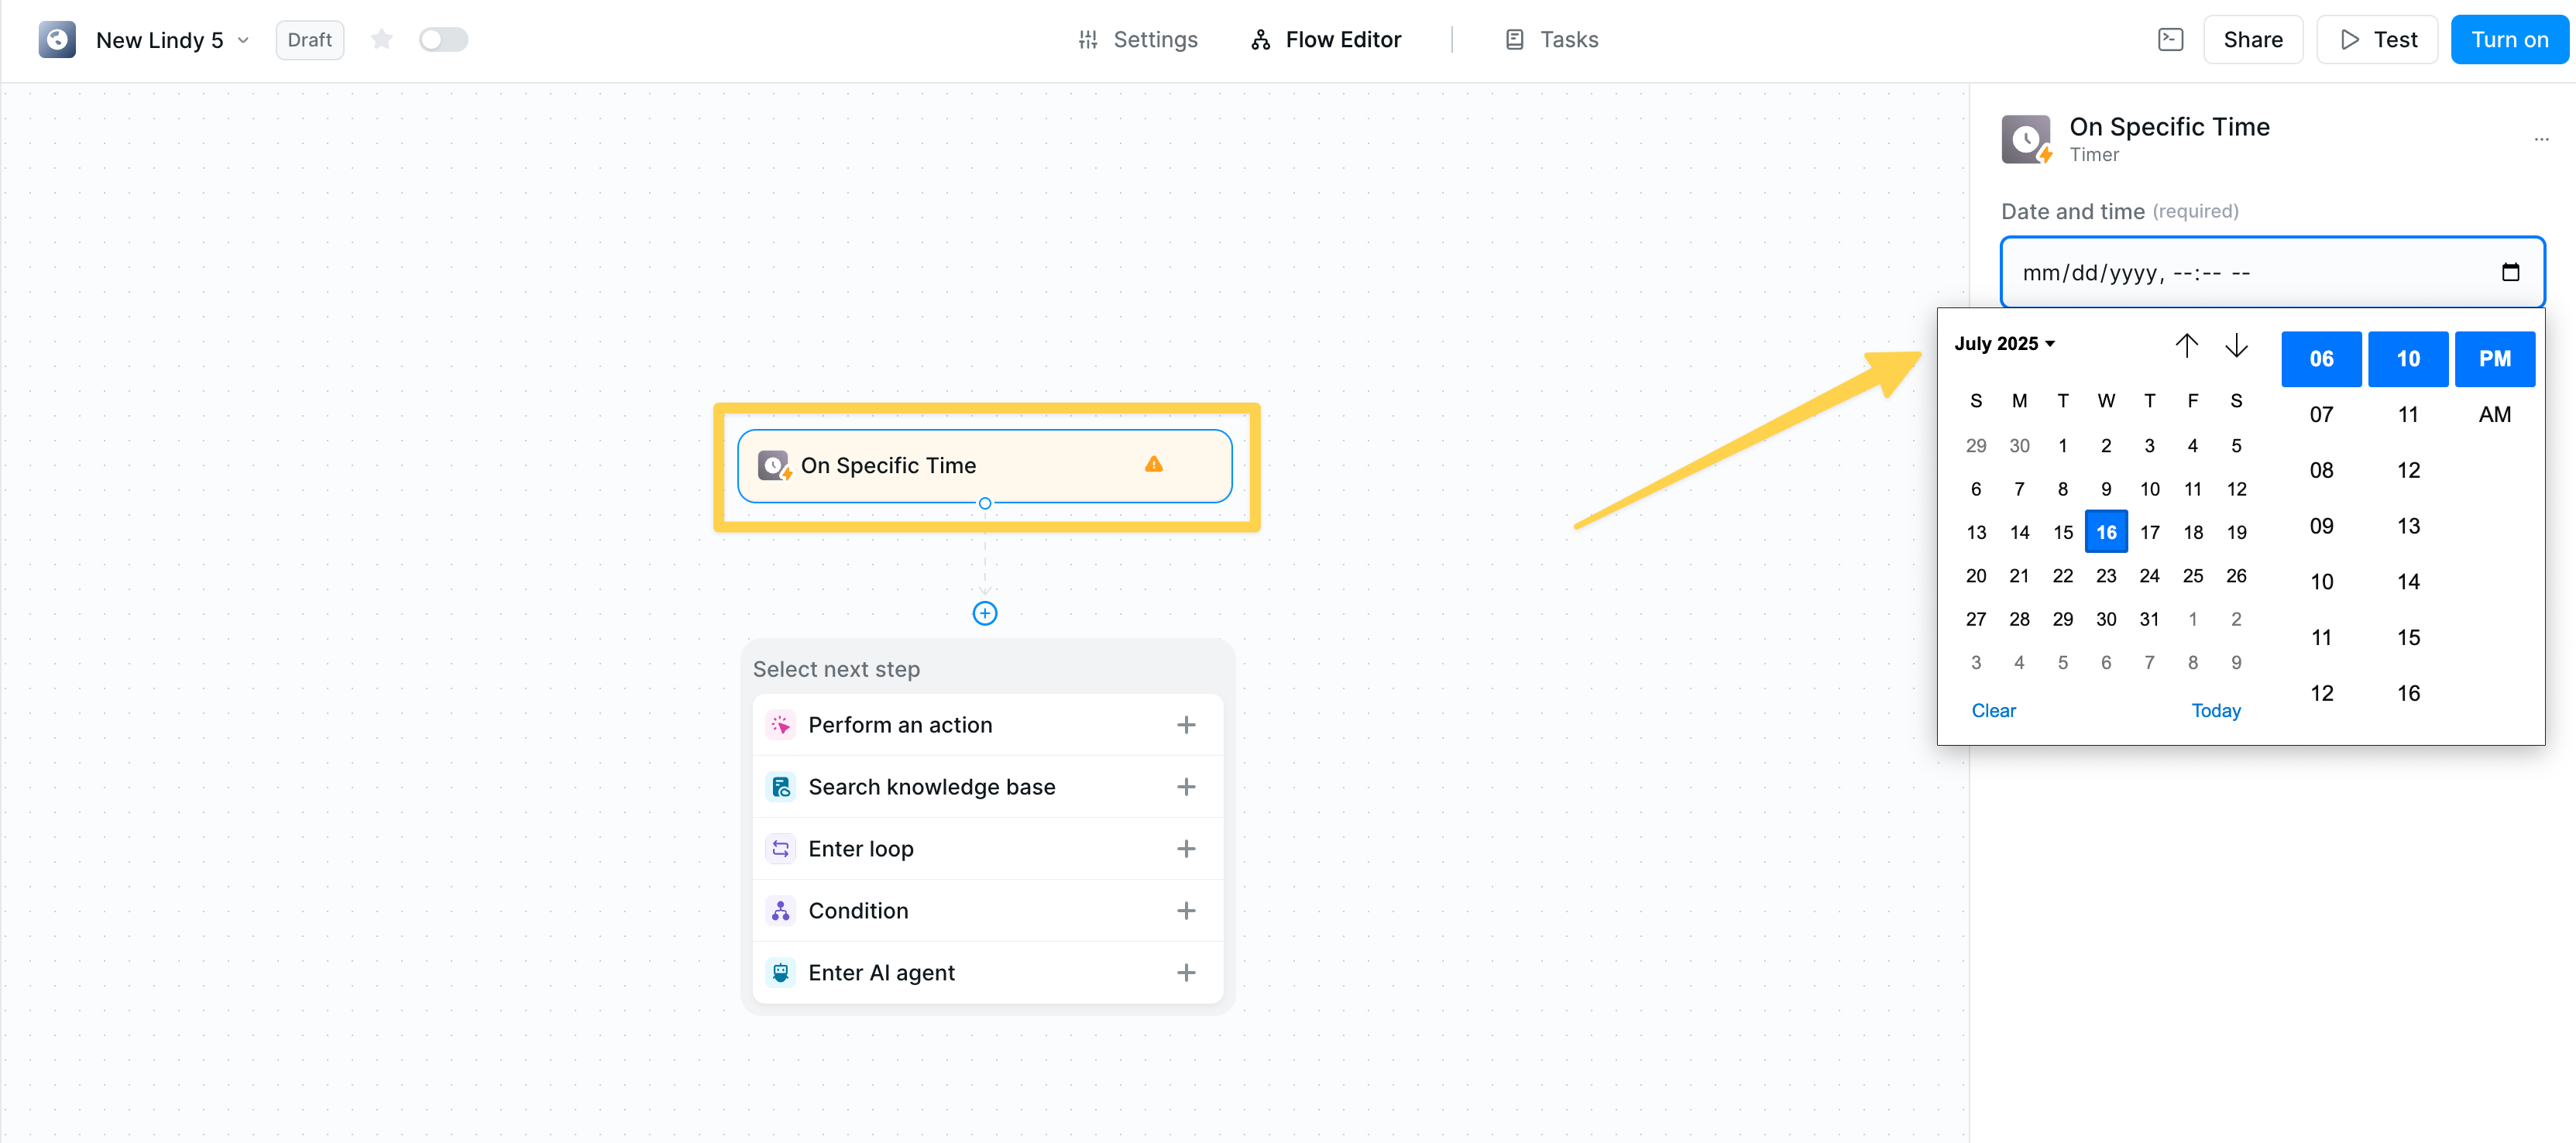 New Lindy 5
Draft
Settings
Flow Editor
Tasks
Share
Test
Turn on
On Specific Time
Timer
...
Date and time (required)
mm/dd/yyyy, --:-- --
July 2025
S M T W T F S
29 30 1 2 3 4 5
6 7 8 9 10 11 12
13 14 15 16 17 18 19
20 21 22 23 24 25 26
27 28 29 30 31 1 2
3 4 5 6 7 8 9
Clear
Today
06 10 PM
07 11 AM
08 12
09 13
10 14
11 15
12 16
On Specific Time
Select next step
Perform an action
Search knowledge base
Enter loop
Condition
Enter AI agent